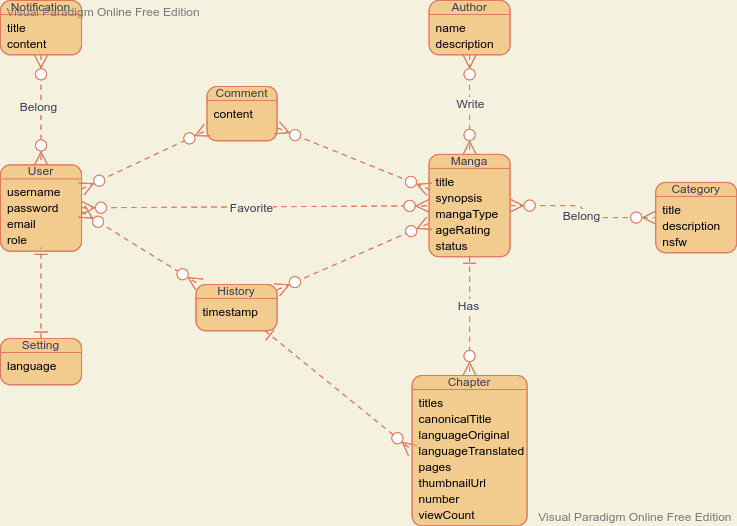 Visual Paradigm Online Free Edition
Notification
title
content
Belong
Author
name
description
Write
Comment
content
User
username
password
email
role
Favorite
Manga
title
synopsis
mangaType
ageRating
status
Belong
Category
title
description
nsfw
History
timestamp
Setting
language
Has
Chapter
titles
canonicalTitle
languageOriginal
languageTranslated
pages
thumbnailUrl
number
viewCount
Visual Paradigm Online Free Edition